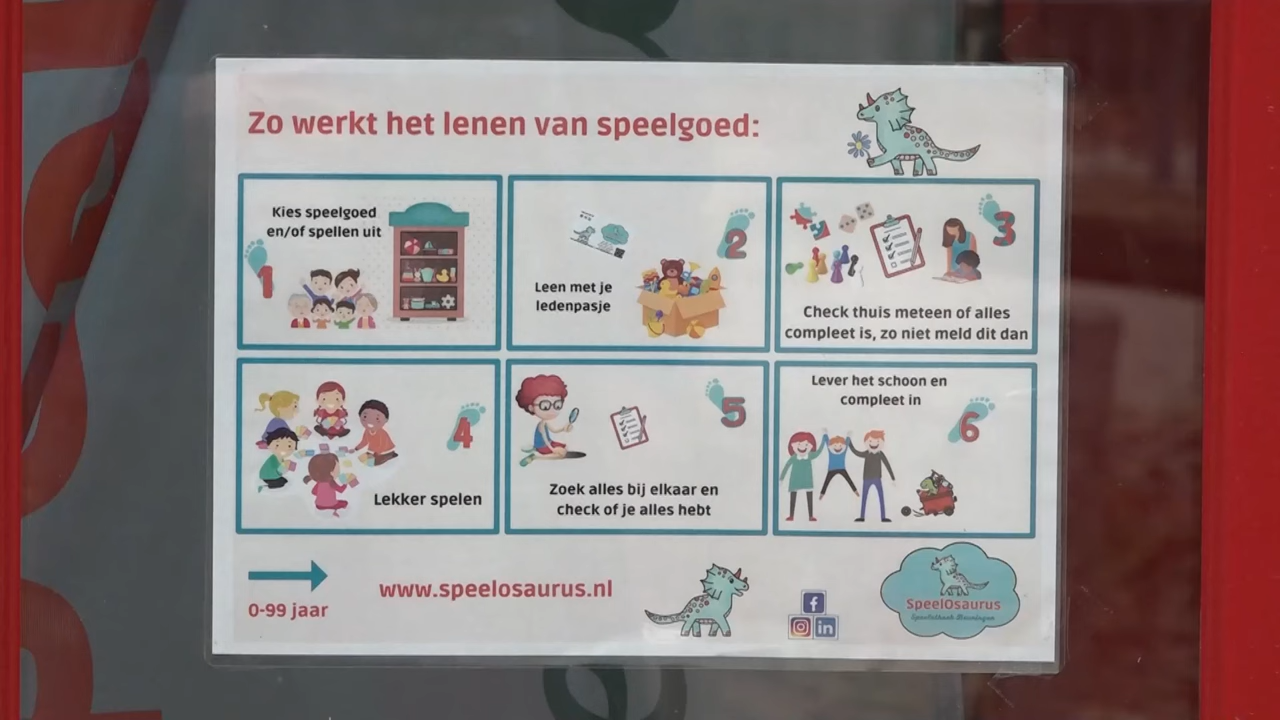 Zo werkt het lenen van speelgoed:
Kies speelgoed
en/of spellen uit
1
2
Leen met je
ledenpasje
3
Check thuis meteen of alles
compleet is, zo niet meld dit dan
4
Lekker spelen
5
Zoek alles bij elkaar en
check of je alles hebt
Lever het schoon en
compleet in
6
0-99 jaar
www.speelosaurus.nl
f
in
SpeelOsaurus